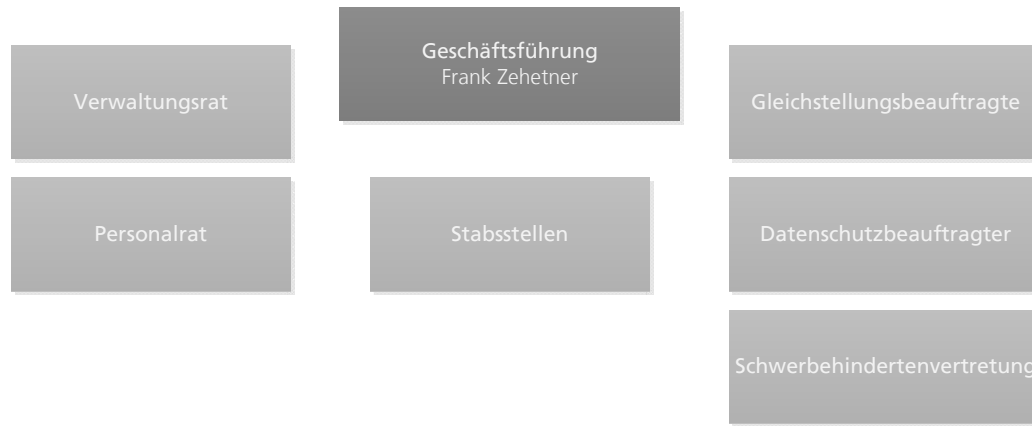 Geschäftsführung
Frank Zehetner
Verwaltungsrat
Gleichstellungsbeauftragte
Personalrat
Stabsstellen
Datenschutzbeauftragter
Schwerbehindertenvertretung